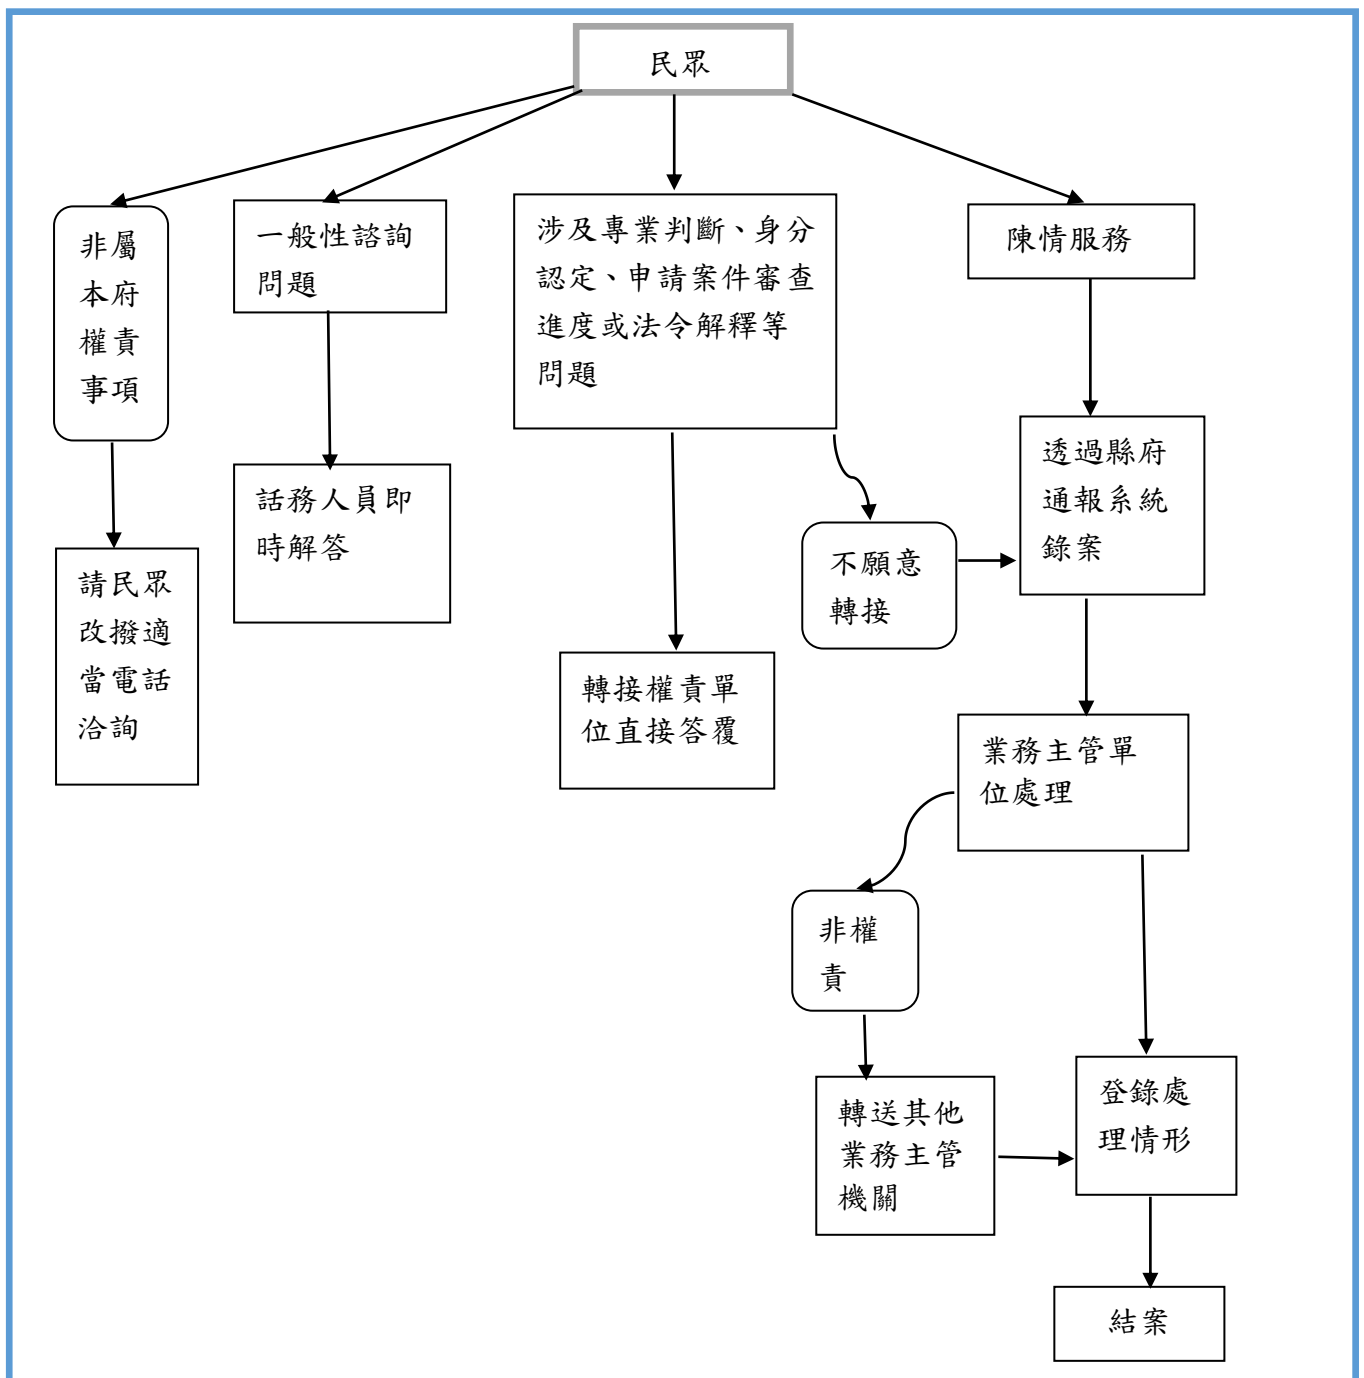 民眾
非屬
本府
權責
事項
一般性諮詢
問題
涉及專業判斷、身分
認定、申請案件審查
進度或法令解釋等
問題
陳情服務
透過縣府
通報系統
錄案
話務人員即
時解答
不願意
轉接
請民眾
改撥適
當電話
洽詢
轉接權責單
位直接答覆
業務主管單
位處理
非權
責
轉送其他
業務主管
機關
登錄處
理情形
結案